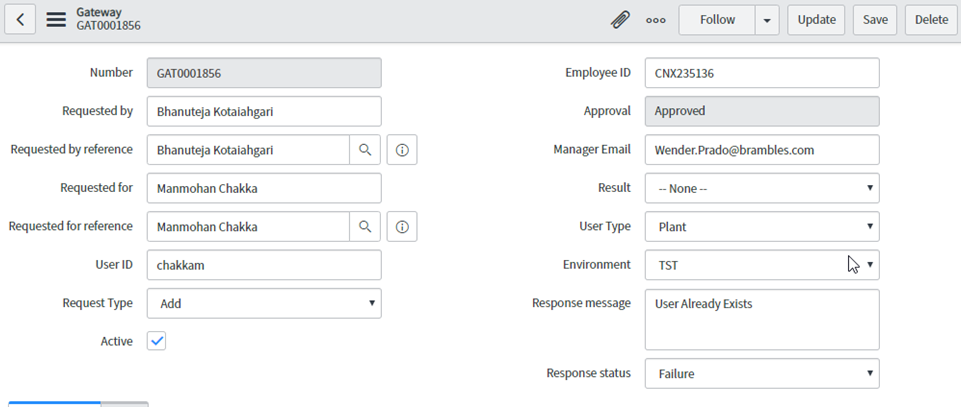 Gateway
GAT0001856
Follow
Update
Save
Delete
Number GAT0001856
Employee ID CNX235136
Requested by Bhanuteja Kotaiahgari
Approval Approved
Requested by reference Bhanuteja Kotaiahgari
Manager Email Wender.Prado@brambles.com
Requested for Manmohan Chakka
Result -- None --
Requested for reference Manmohan Chakka
User Type Plant
User ID chakkam
Environment TST
Request Type Add
Response message User Already Exists
Active
Response status Failure